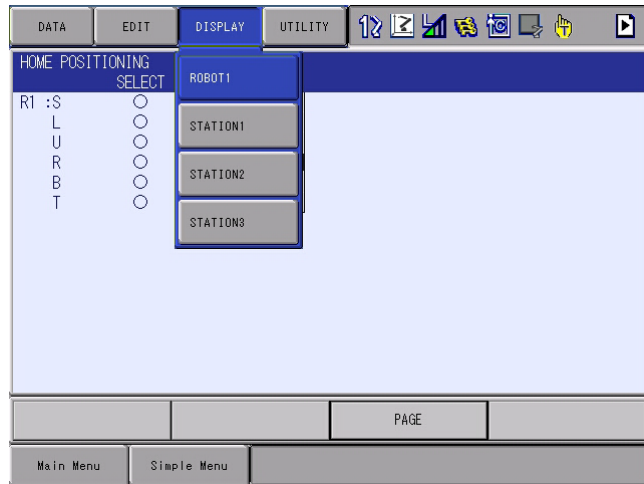 DATA EDIT DISPLAY UTILITY
HOME POSITIONING
SELECT
ROBOT1
STATION1
STATION2
STATION3
R1 :S
L
U
R
B
T
PAGE
Main Menu Simple Menu